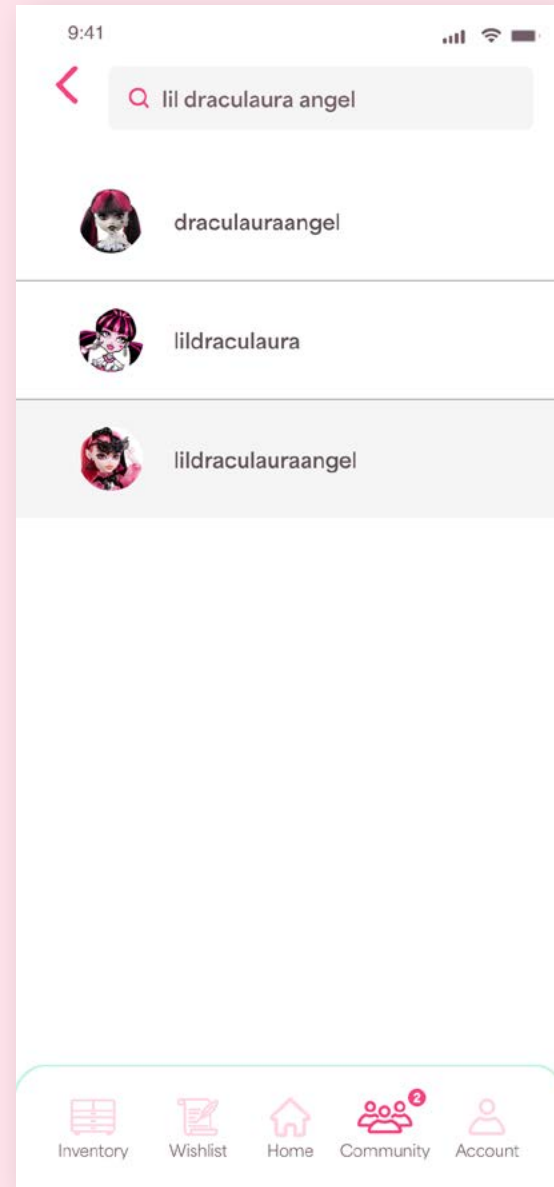 9:41
lil draculaura angel
draculauraangel
lildraculaura
lildraculauraangel
2
Inventory Wishlist Home Community Account